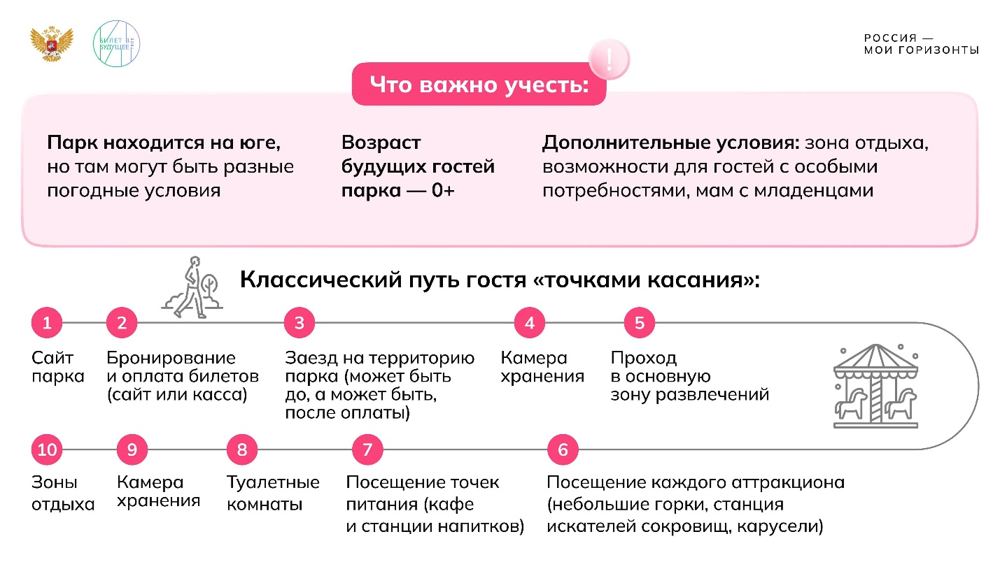 БИЛЕТ В
БУДУЩЕЕ
ТВОЁ
РОССИЯ —
МОИ ГОРИЗОНТЫ
!
Что важно учесть:
Парк находится на юге,
но там могут быть разные
погодные условия
Возраст
будущих гостей
парка — 0+
Дополнительные условия: зона отдыха,
возможности для гостей с особыми
потребностями, мам с младенцами
Классический путь гостя «точками касания»:
1
Сайт
парка
2
Бронирование
и оплата билетов
(сайт или касса)
3
Заезд на территорию
парка (может быть
до, а может быть,
после оплаты)
4
Камера
хранения
5
Проход
в основную
зону развлечений
6
Посещение каждого аттракциона
(небольшие горки, станция
искателей сокровищ, карусели)
7
Посещение точек
питания (кафе
и станции напитков)
8
Туалетные
комнаты
9
Камера
хранения
10
Зоны
отдыха